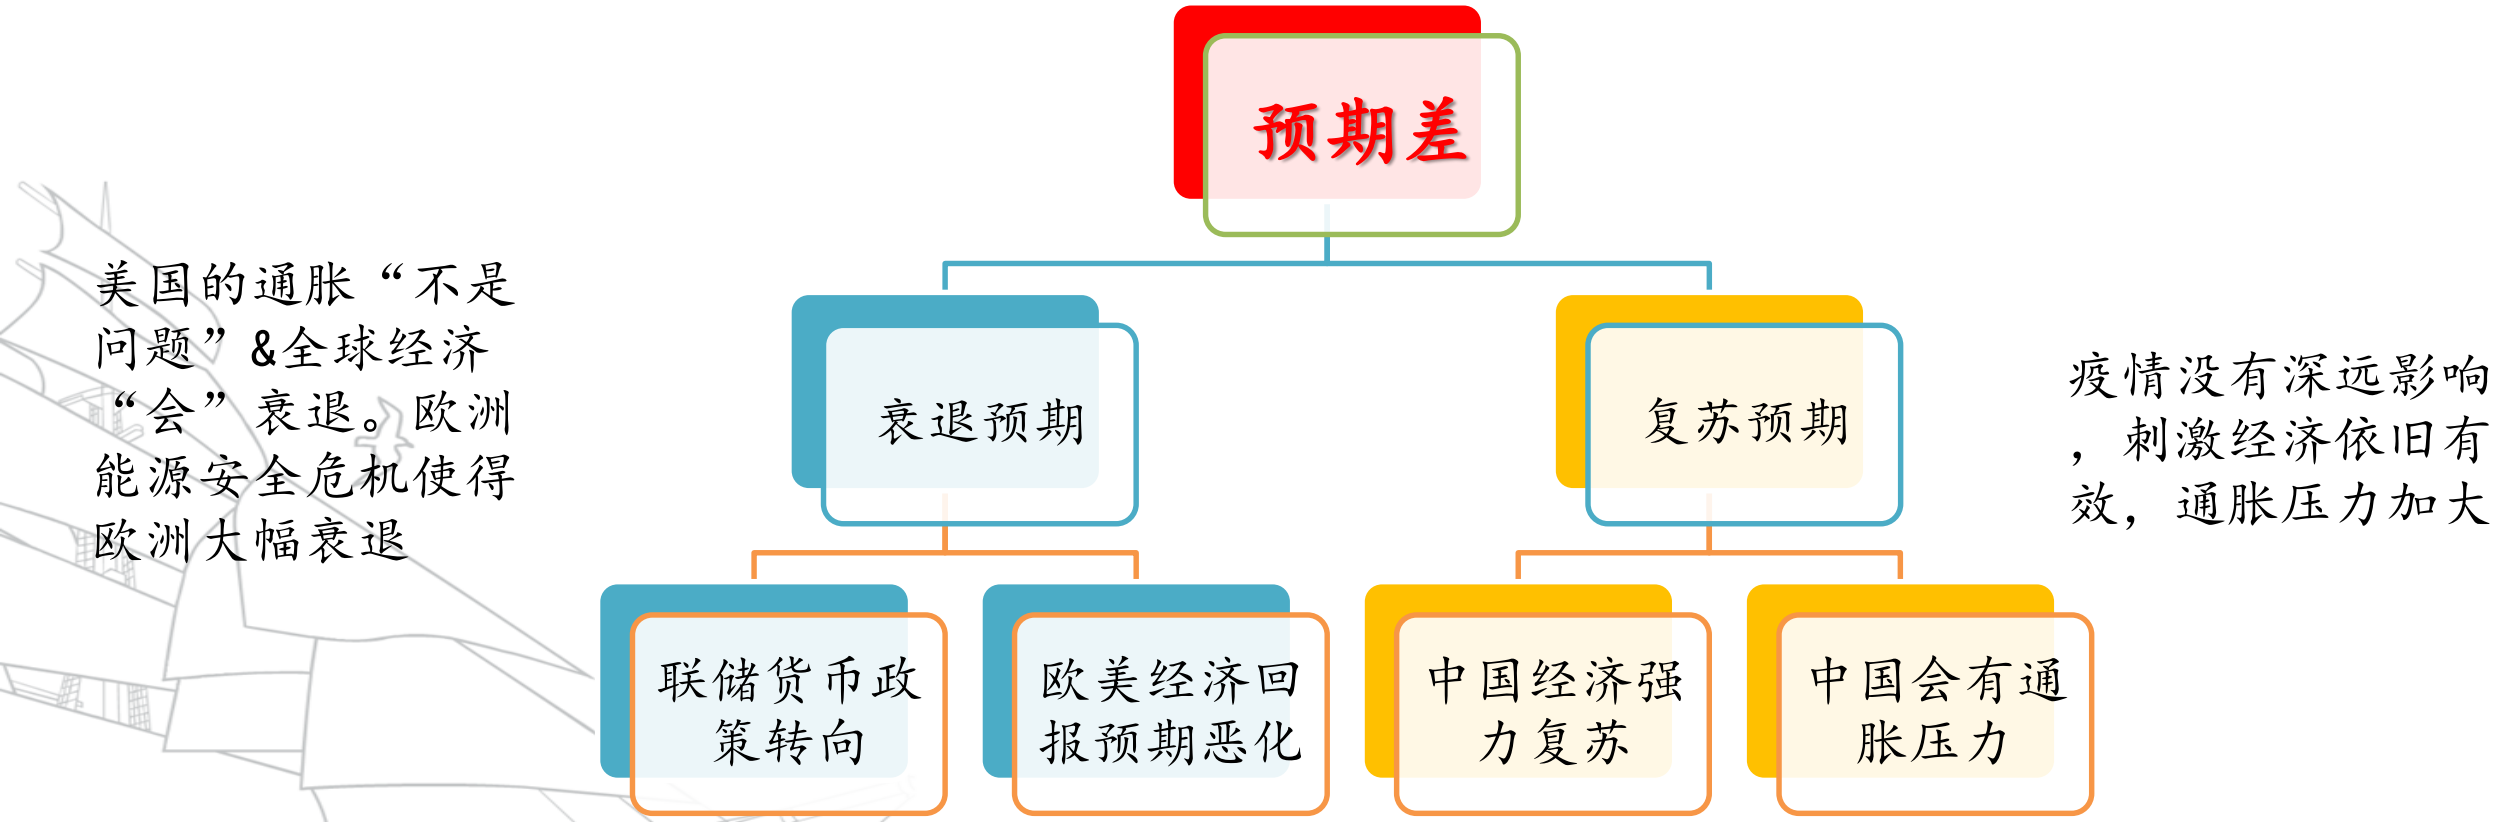 预期差
美国的通胀“不是
问题”&全球经济
“会”衰退。欧洲
能源安全危机使得
欧洲大幅衰退
衰退预期
复苏预期
疫情没有深远影响
，刺激经济依旧有
效，通胀压力力大
联储货币政
策转向
欧美经济中
投周期恶化
中国经济强
力复苏
中国会有通
胀压力